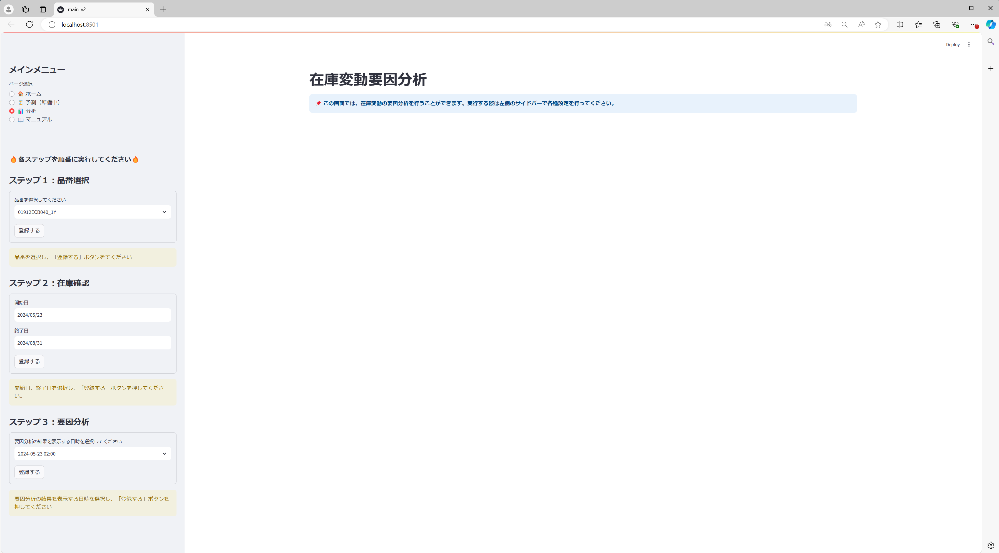 main_v2
localhost:8501
Deploy
メインメニュー
ページ選択
🏠 ホーム
⏳ 予測（準備中）
📊 分析
📖 マニュアル
🔥各ステップを順番に実行してください🔥
ステップ１：品番選択
品番を選択してください
01912ECB040_1Y
登録する
品番を選択し、「登録する」ボタンをてください
ステップ２：在庫確認
開始日
2024/05/23
終了日
2024/08/31
登録する
開始日、終了日を選択し、「登録する」ボタンを押してくださ
い。
ステップ３：要因分析
要因分析の結果を表示する日時を選択してください
2024-05-23 02:00
登録する
要因分析の結果を表示する日時を選択し、「登録する」ボタンを
押してください
在庫変動要因分析
📌 この画面では、在庫変動の要因分析を行うことができます。実行する際は左側のサイドバーで各種設定を行ってください。